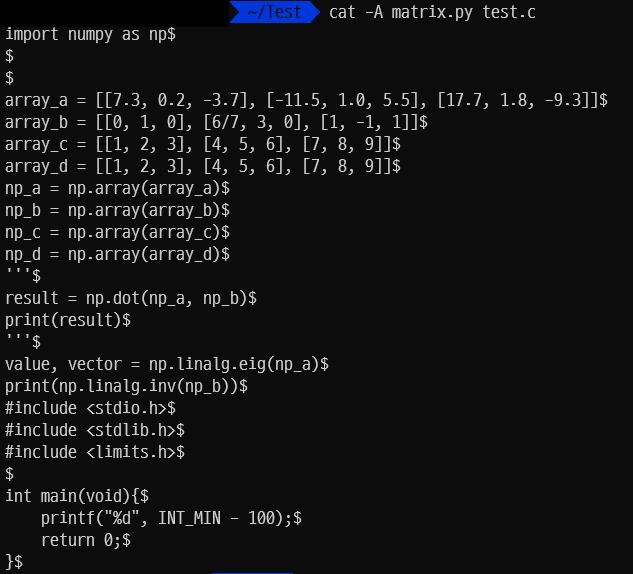 ~/Test cat -A matrix.py test.c
import numpy as np$
$
$
array_a = [[7.3, 0.2, -3.7], [-11.5, 1.0, 5.5], [17.7, 1.8, -9.3]]$
array_b = [[0, 1, 0], [6/7, 3, 0], [1, -1, 1]]$
array_c = [[1, 2, 3], [4, 5, 6], [7, 8, 9]]$
array_d = [[1, 2, 3], [4, 5, 6], [7, 8, 9]]$
np_a = np.array(array_a)$
np_b = np.array(array_b)$
np_c = np.array(array_c)$
np_d = np.array(array_d)$
'''$
result = np.dot(np_a, np_b)$
print(result)$
'''$
value, vector = np.linalg.eig(np_a)$
print(np.linalg.inv(np_b))$
#include <stdio.h>$
#include <stdlib.h>$
#include <limits.h>$
$
int main(void){$
    printf("%d", INT_MIN - 100);$
    return 0;$
}$